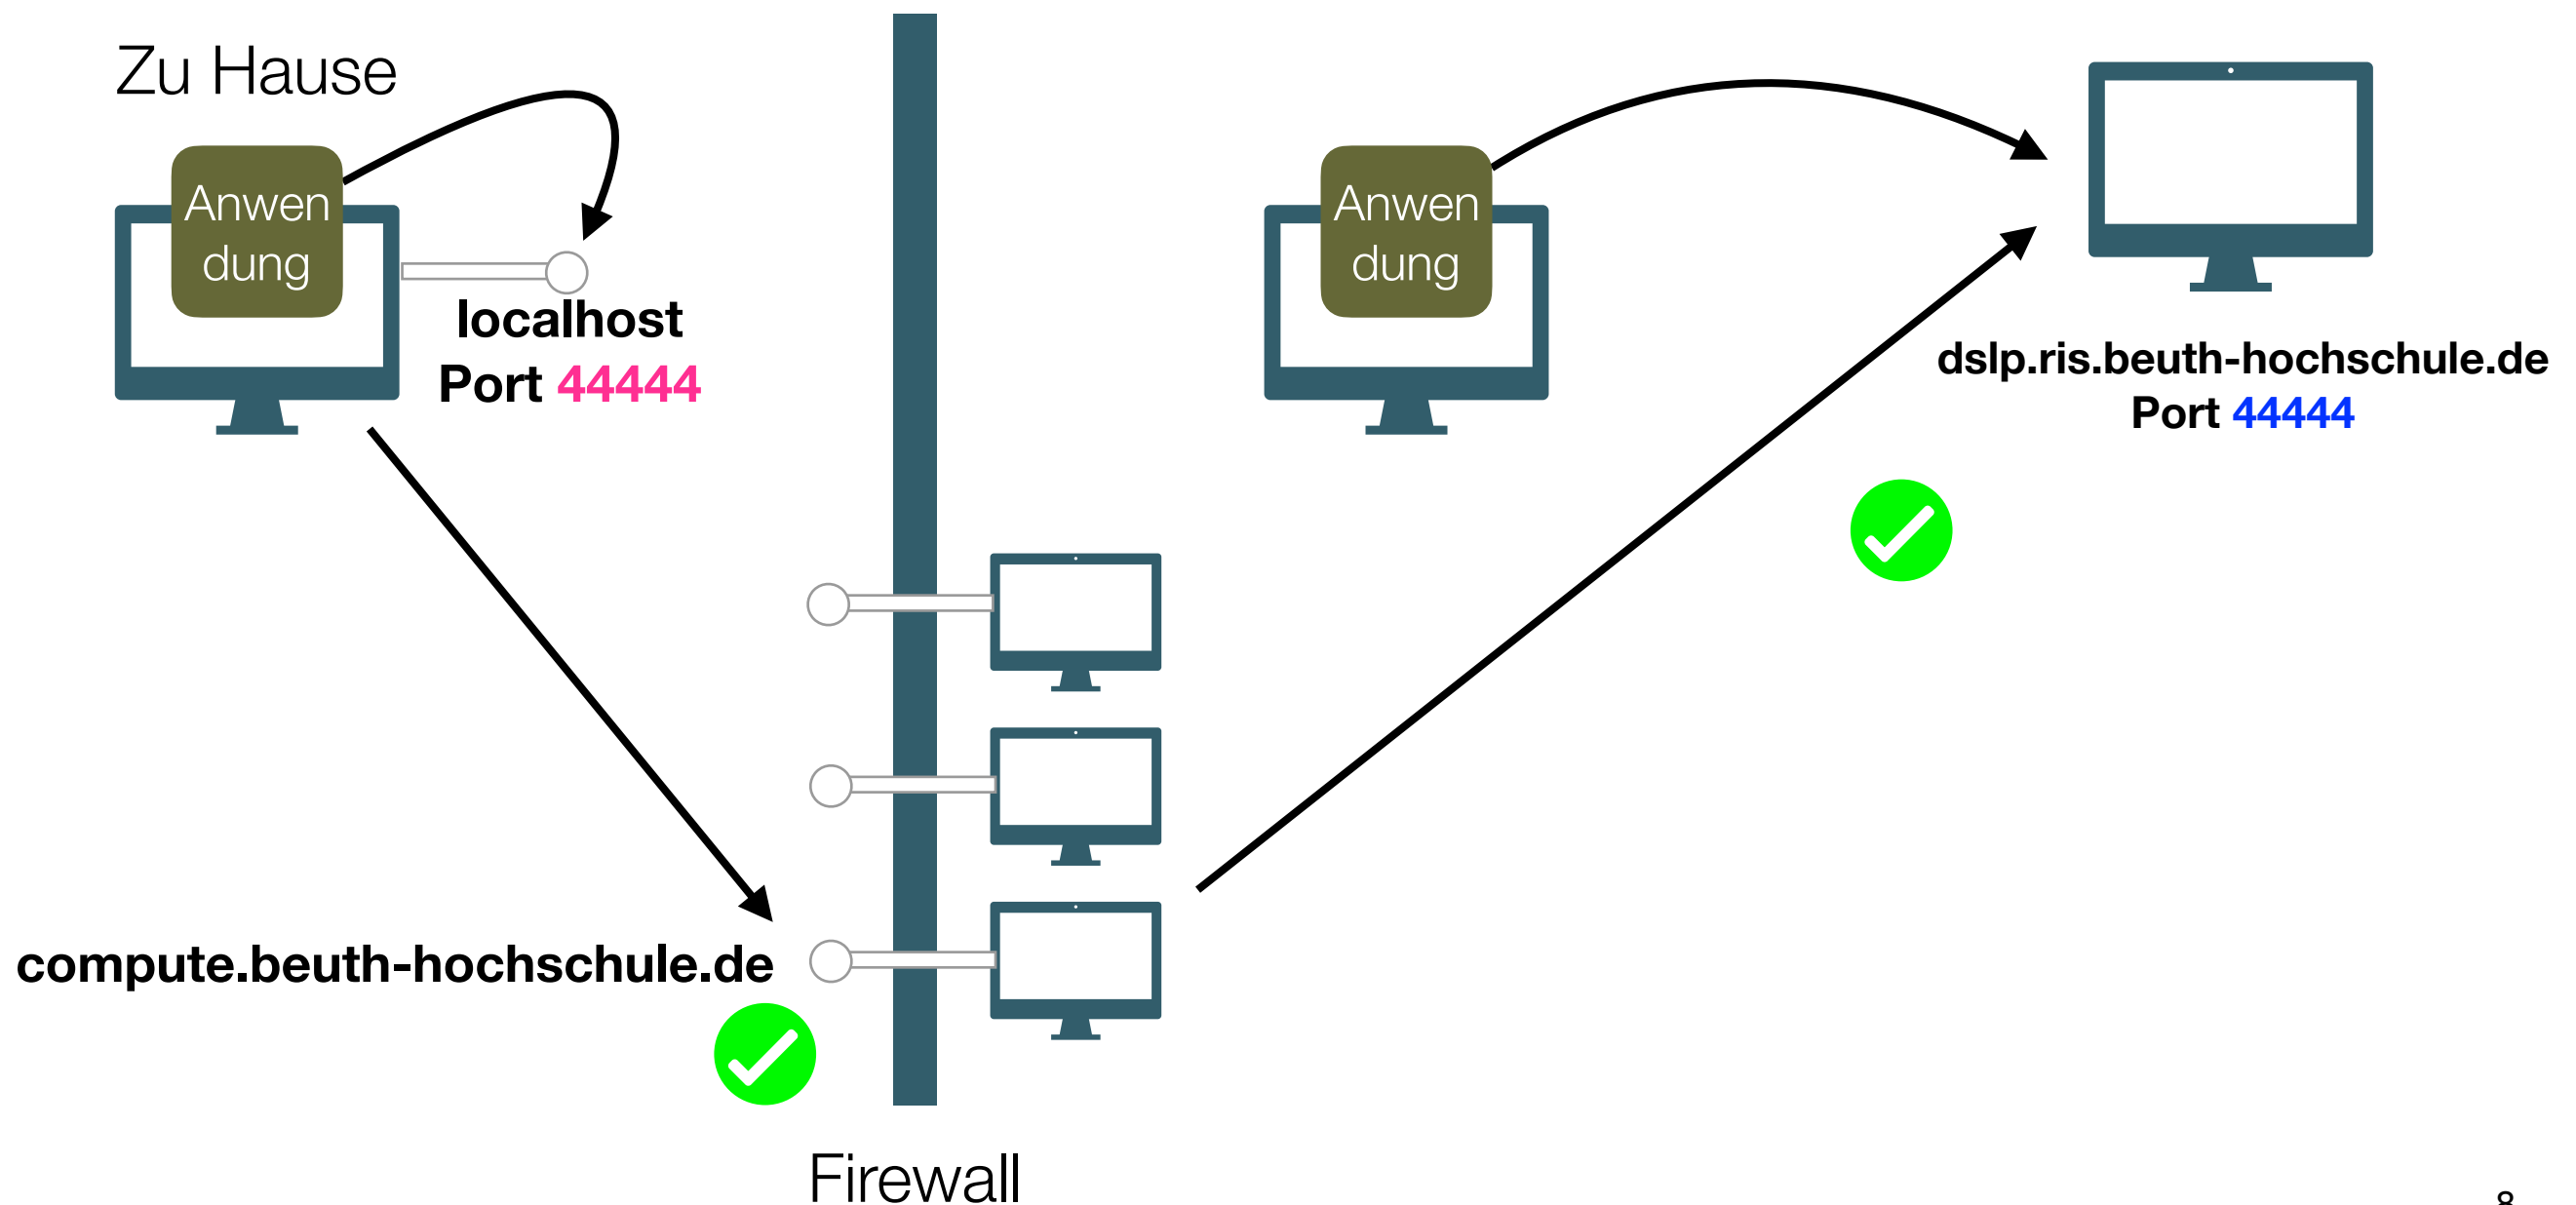 Zu Hause
Anwen
dung
localhost
Port 44444
Anwen
dung
dslp.ris.beuth-hochschule.de
Port 44444
compute.beuth-hochschule.de
Firewall
8